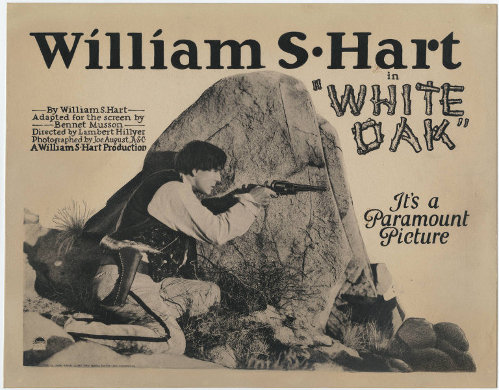 William S·Hart
in
"WHITE
OAK"
By William S. Hart
Adapted for the screen by
Bennet Musson
Directed by Lambert Hillyer
Photographed by Joe August, A.S.C.
A William S·Hart Production
It's a
Paramount
Picture